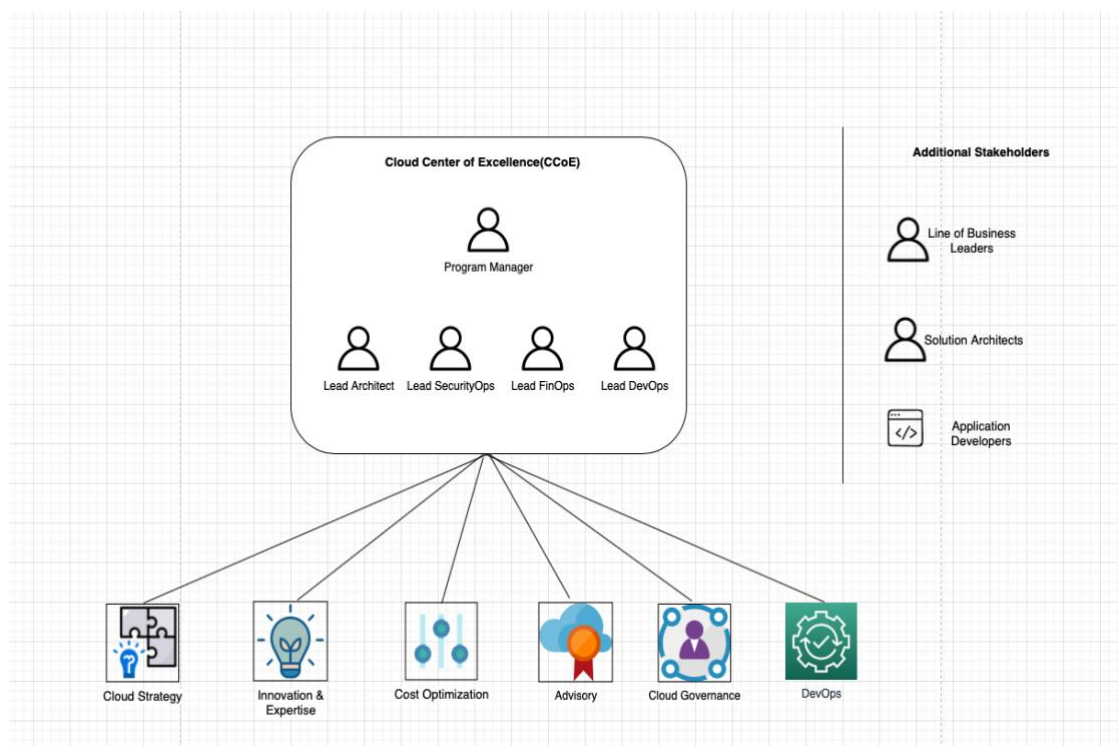 Cloud Center of Excellence(CCoE)
Program Manager
Lead Architect
Lead SecurityOps
Lead FinOps
Lead DevOps
Additional Stakeholders
Line of Business
Leaders
Solution Architects
Application
Developers
Cloud Strategy
Innovation &
Expertise
Cost Optimization
Advisory
Cloud Governance
DevOps